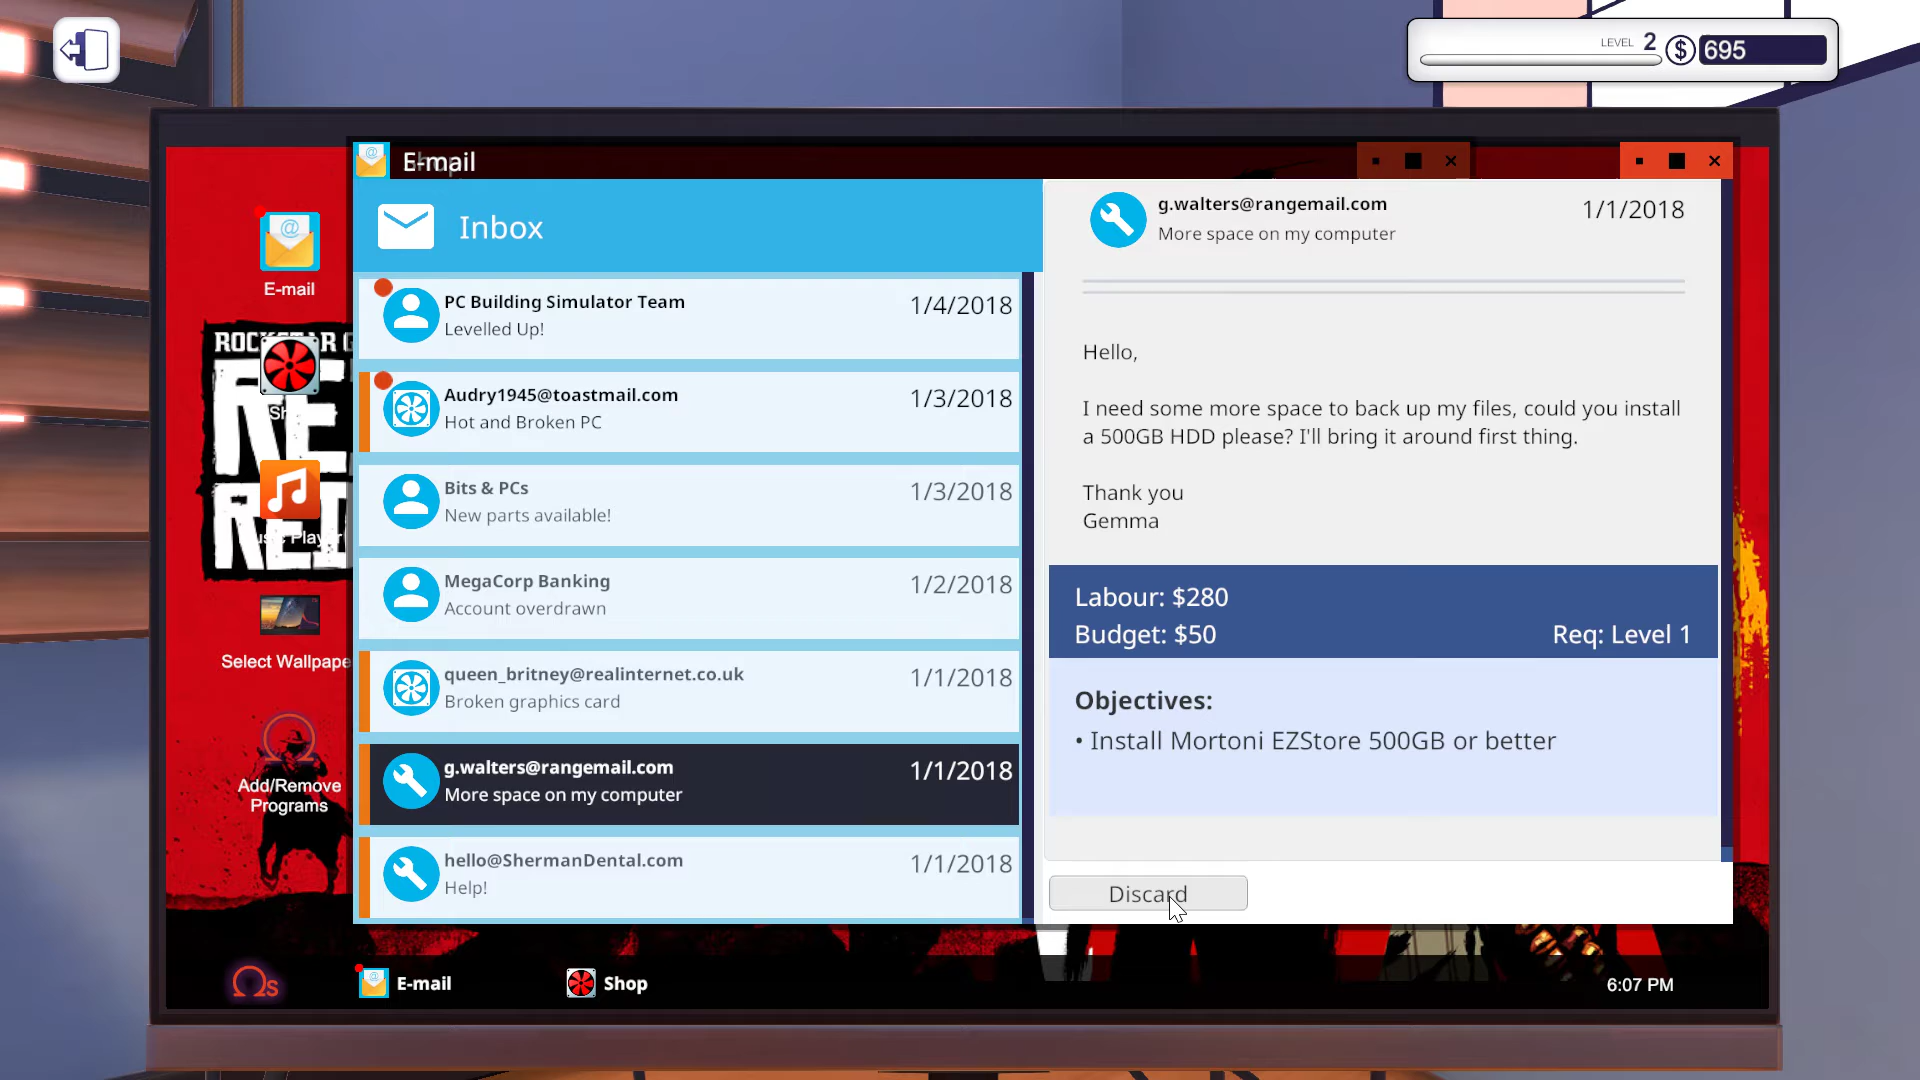 LEVEL 2
$ 695
E-mail
Inbox
PC Building Simulator Team
1/4/2018
Levelled Up!
Audry1945@toastmail.com
1/3/2018
Hot and Broken PC
Bits & PCs
1/3/2018
New parts available!
MegaCorp Banking
1/2/2018
Account overdrawn
queen_britney@realinternet.co.uk
1/1/2018
Broken graphics card
g.walters@rangemail.com
1/1/2018
More space on my computer
hello@ShermanDental.com
1/1/2018
Help!
g.walters@rangemail.com
1/1/2018
More space on my computer
Hello,
I need some more space to back up my files, could you install
a 500GB HDD please? I'll bring it around first thing.
Thank you
Gemma
Labour: $280
Budget: $50
Req: Level 1
Objectives:
• Install Mortoni EZStore 500GB or better
Discard
E-mail
Select Wallpape
Add/Remove
Programs
E-mail
Shop
6:07 PM